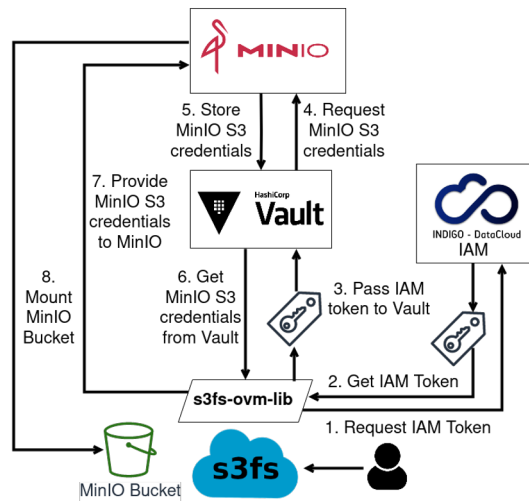 MINIO
5. Store
MinIO S3
credentials
4. Request
MinIO S3
credentials
7. Provide
MinIO S3
credentials
to MinIO
HashiCorp
Vault
INDIGO - DataCloud
IAM
8.
Mount
MinIO
Bucket
6. Get
MinIO S3
credentials
from Vault
3. Pass IAM
token to Vault
2. Get IAM Token
s3fs-ovm-lib
1. Request IAM Token
MinIO Bucket
s3fs